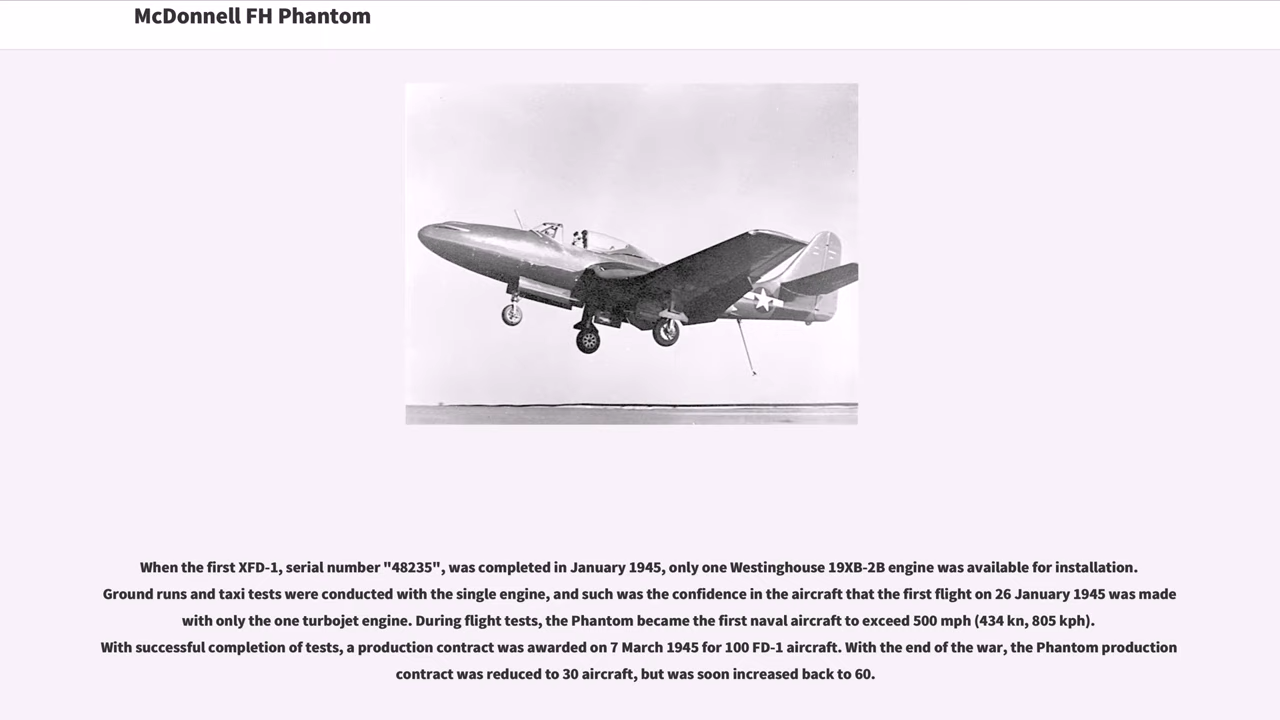 McDonnell FH Phantom
When the first XFD-1, serial number "48235", was completed in January 1945, only one Westinghouse 19XB-2B engine was available for installation.
Ground runs and taxi tests were conducted with the single engine, and such was the confidence in the aircraft that the first flight on 26 January 1945 was made
with only the one turbojet engine. During flight tests, the Phantom became the first naval aircraft to exceed 500 mph (434 kn, 805 kph).
With successful completion of tests, a production contract was awarded on 7 March 1945 for 100 FD-1 aircraft. With the end of the war, the Phantom production
contract was reduced to 30 aircraft, but was soon increased back to 60.